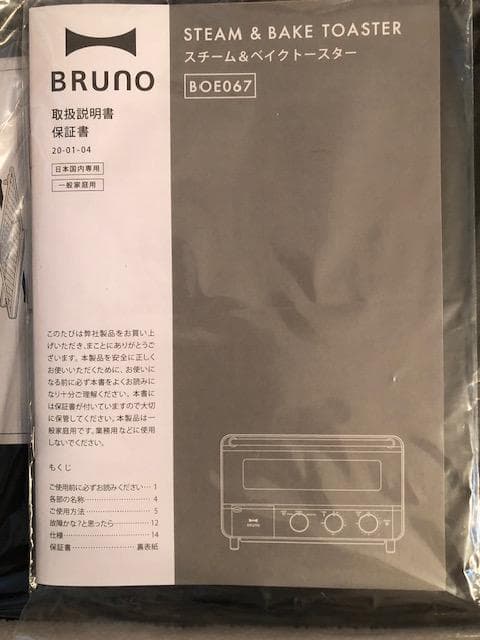 BRUNO
取扱説明書
保証書
20-01-04
日本国内専用
一般家庭用
STEAM & BAKE TOASTER
スチーム&ベイクトースター
BOE067
このたびは弊社製品をお買い上
げいただき、まことにありがとうご
ざいます。本製品を安全に正しく
お使いいただくために、お使いに
なる前に必ず本書をよくお読みに
なり十分ご理解ください。本書に
は保証書が付いていますので大切
に保管してください。本製品は一
般家庭用です。業務用などに使用
しないでください。
もくじ
ご使用前に必ずお読みください… 1
各部の名称……………… 4
ご使用方法……………… 5
故障かな?と思ったら……… 12
仕様……………………… 14
保証書………………… 裏表紙
BRUNO